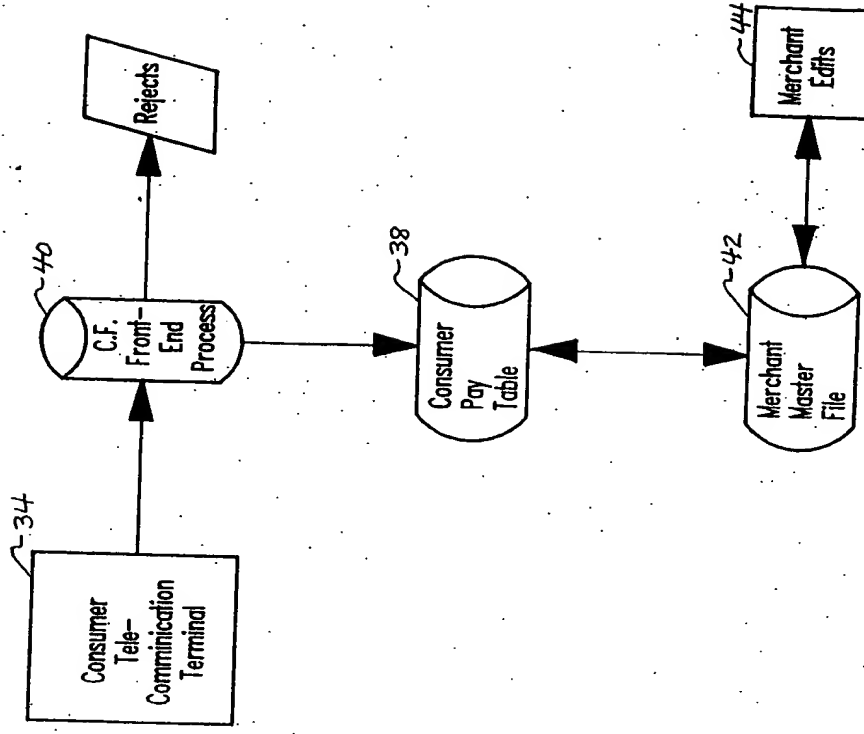 34
Consumer
Tele-
Comminication
Terminal
40
C.F.
Front-
End
Process
Rejects
38
Consumer
Pay
Table
42
Merchant
Master
File
44
Merchant
Edits